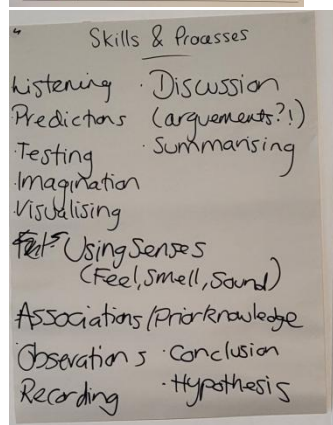 Skills & Processes
Listening · Discussion
Predictions (arguements?!)
·Testing · Summarising
·Imagination
·Visualising
Using Senses
(Feel, Smell, Sound)
Associations/Prior knowledge
Observations · Conclusion
Recording · Hypothesis